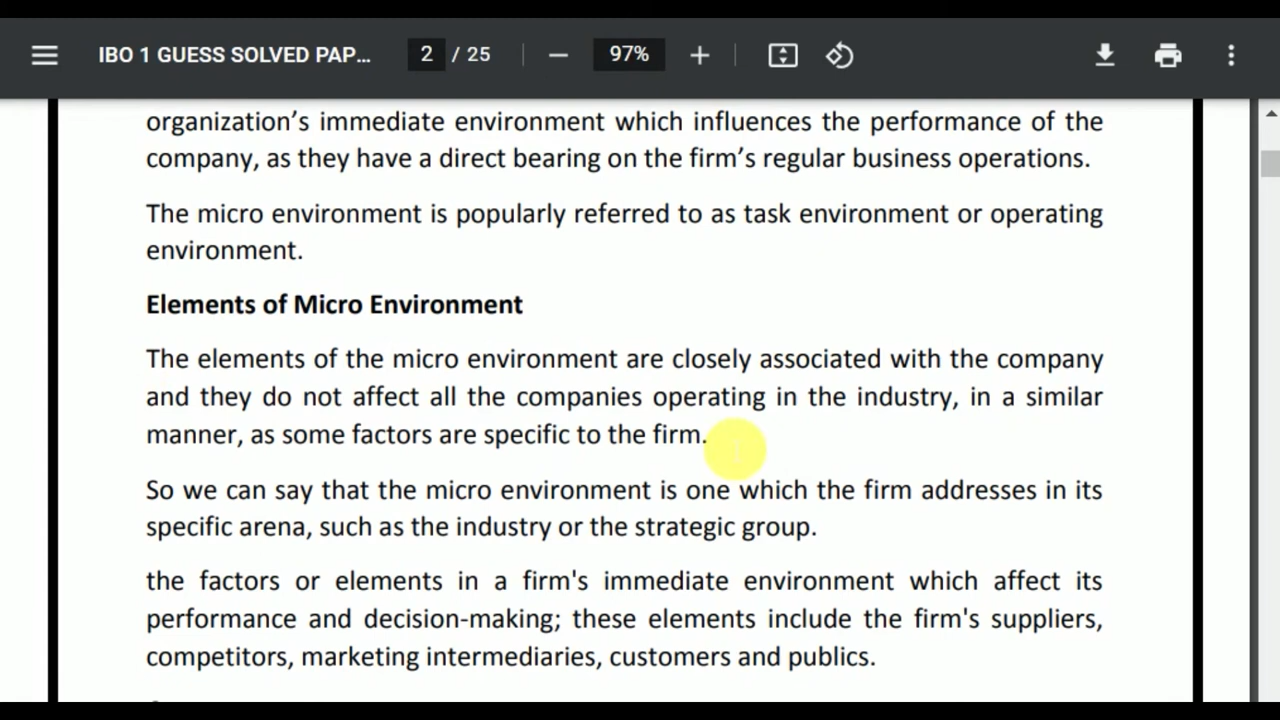 IBO 1 GUESS SOLVED PAP...
2 / 25
97%
organization’s immediate environment which influences the performance of the
company, as they have a direct bearing on the firm’s regular business operations.
The micro environment is popularly referred to as task environment or operating
environment.
Elements of Micro Environment
The elements of the micro environment are closely associated with the company
and they do not affect all the companies operating in the industry, in a similar
manner, as some factors are specific to the firm.
So we can say that the micro environment is one which the firm addresses in its
specific arena, such as the industry or the strategic group.
the factors or elements in a firm's immediate environment which affect its
performance and decision-making; these elements include the firm's suppliers,
competitors, marketing intermediaries, customers and publics.